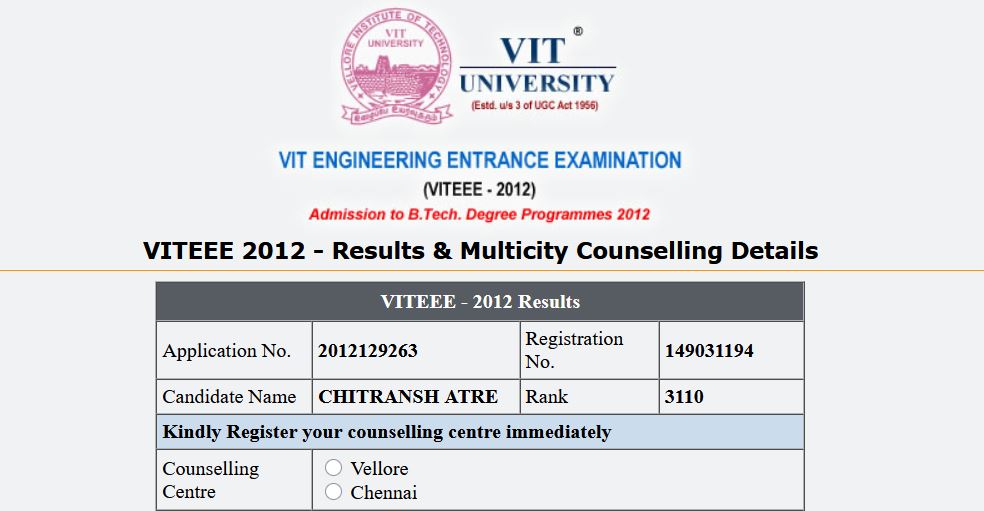 VELLORE INSTITUTE OF TECHNOLOGY
VIT
UNIVERSITY
VIT ®
UNIVERSITY
(Estd. u/s 3 of UGC Act 1956)
VIT ENGINEERING ENTRANCE EXAMINATION
(VITEEE - 2012)
Admission to B.Tech. Degree Programmes 2012
VITEEE 2012 - Results & Multicity Counselling Details
VITEEE - 2012 Results
Application No. 2012129263 Registration No. 149031194
Candidate Name CHITRANSH ATRE Rank 3110
Kindly Register your counselling centre immediately
Counselling Centre
Vellore
Chennai